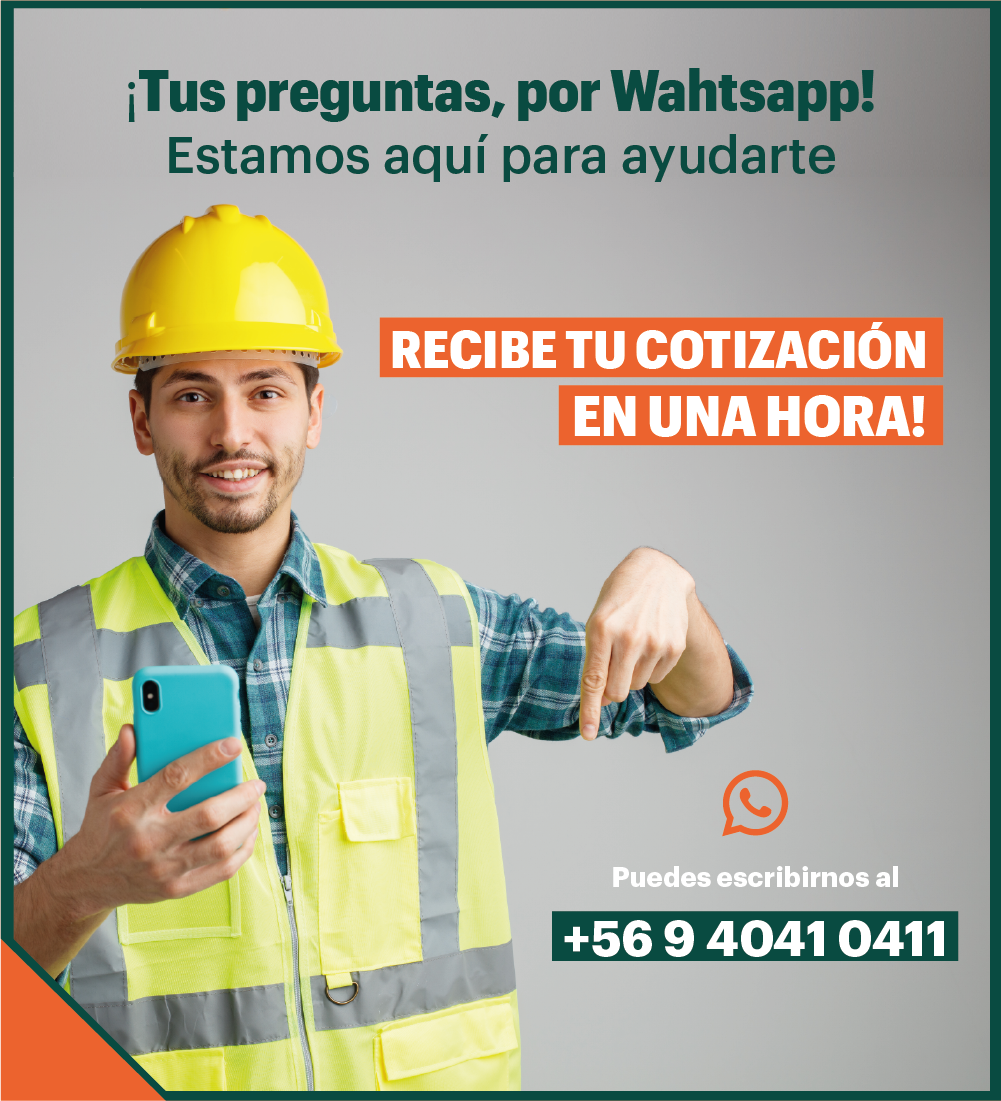 ¡Tus preguntas, por Wahtsapp!
Estamos aquí para ayudarte
RECIBE TU COTIZACIÓN
EN UNA HORA!
Puedes escribirnos al
+56 9 4041 0411